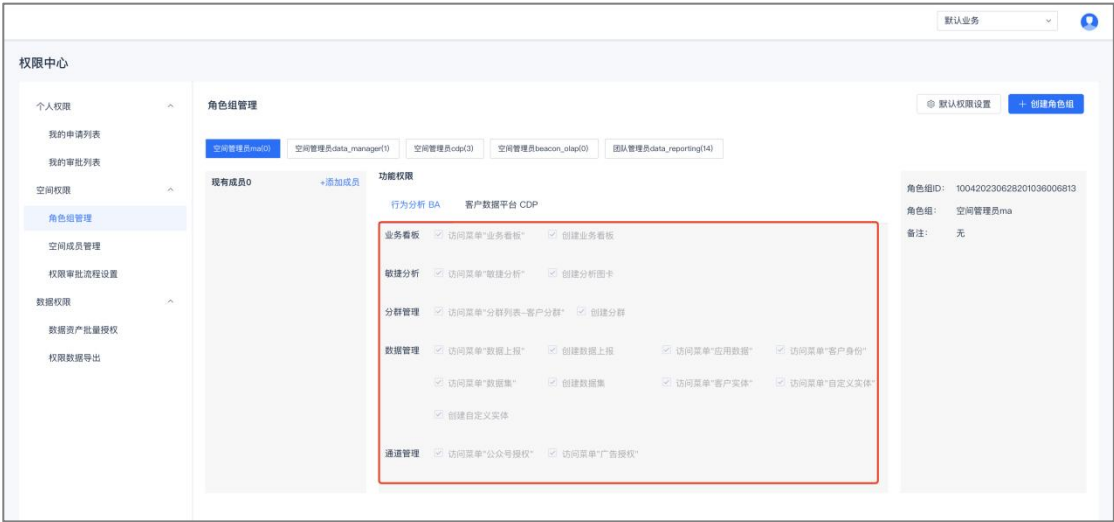 默认业务
权限中心
个人权限
我的申请列表
我的审批列表
空间权限
角色组管理
空间成员管理
权限审批流程设置
数据权限
数据资产批量授权
权限数据导出
角色组管理
默认权限设置
+ 创建角色组
空间管理员ma(0)
空间管理员data_manager(1)
空间管理员cdp(3)
空间管理员beacon_olap(0)
团队管理员data_reporting(14)
现有成员0
+添加成员
功能权限
行为分析 BA
客户数据平台 CDP
业务看板 访问菜单"业务看板" 创建业务看板
敏捷分析 访问菜单"敏捷分析" 创建分析图卡
分群管理 访问菜单"分群列表-客户分群" 创建分群
数据管理 访问菜单"数据上报" 创建数据上报 访问菜单"应用数据" 访问菜单"客户身份"
访问菜单"数据集" 创建数据集 访问菜单"客户实体" 访问菜单"自定义实体"
创建自定义实体
通道管理 访问菜单"公众号授权" 访问菜单"广告授权"
角色组ID: 100420230628201036006813
角色组: 空间管理员ma
备注: 无